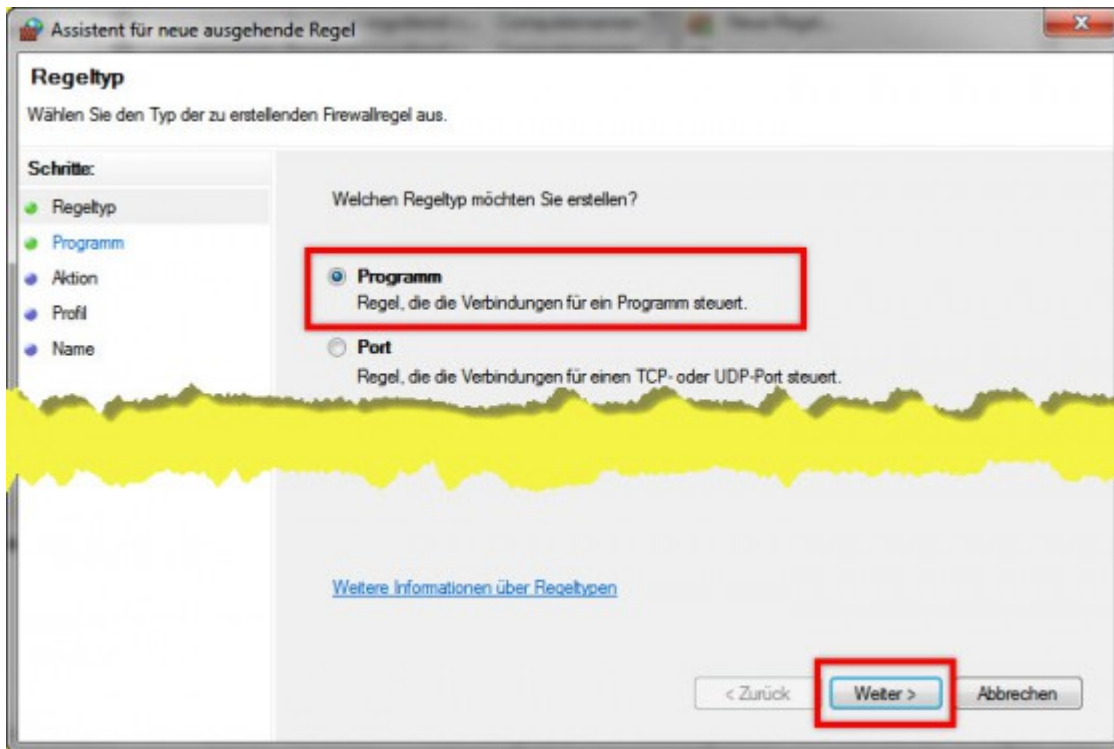 Assistent für neue ausgehende Regel
Neue Regel...
Regeltyp
Wählen Sie den Typ der zu erstellenden Firewallregel aus.
Schritte:
Regeltyp
Programm
Aktion
Profil
Name
Welchen Regeltyp möchten Sie erstellen?
Programm
Regel, die die Verbindungen für ein Programm steuert.
Port
Regel, die die Verbindungen für einen TCP- oder UDP-Port steuert.
Weitere Informationen über Regeltypen
< Zurück
Weiter >
Abbrechen